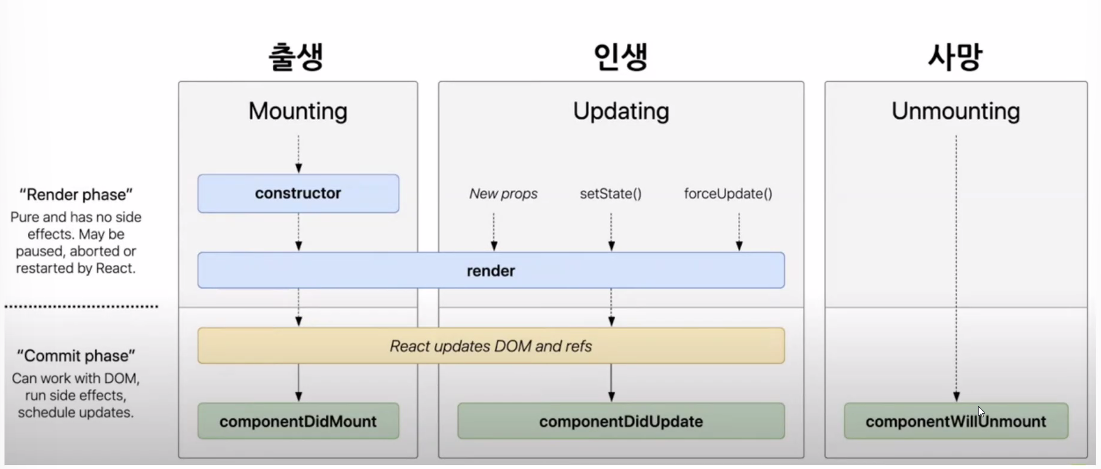 출생
인생
사망
Mounting
Updating
Unmounting
“Render phase”
Pure and has no side
effects. May be
paused, aborted or
restarted by React.
constructor
New props
setState()
forceUpdate()
render
“Commit phase”
Can work with DOM,
run side effects,
schedule updates.
React updates DOM and refs
componentDidMount
componentDidUpdate
componentWillUnmount